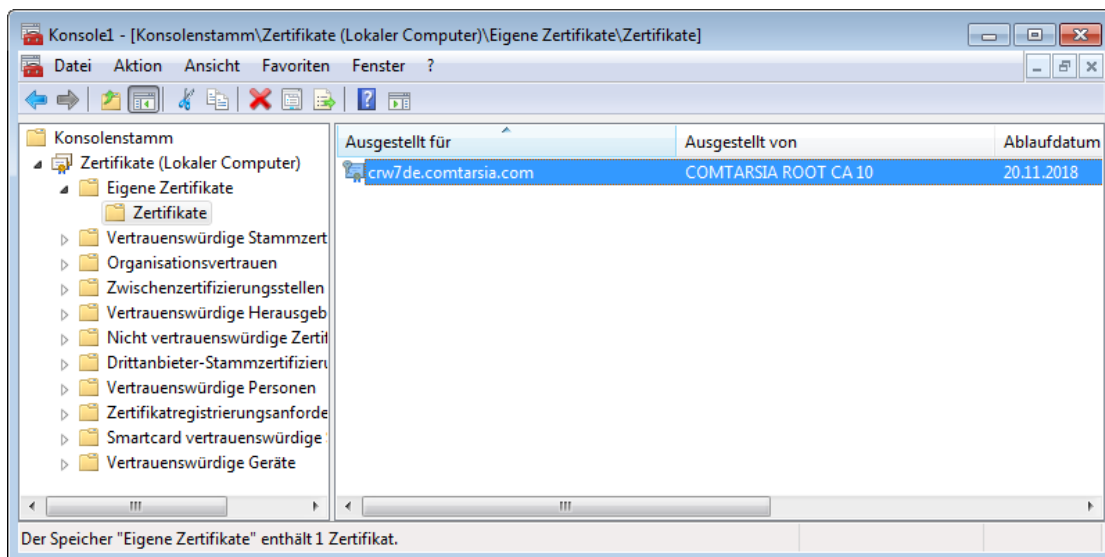 Konsole1 - [Konsolenstamm\Zertifikate (Lokaler Computer)\Eigene Zertifikate\Zertifikate]
Datei Aktion Ansicht Favoriten Fenster ?
Konsolenstamm
Zertifikate (Lokaler Computer)
Eigene Zertifikate
Zertifikate
Vertrauenswürdige Stammzert
Organisationsvertrauen
Zwischenzertifizierungsstellen
Vertrauenswürdige Herausgeb
Nicht vertrauenswürdige Zertif
Drittanbieter-Stammzertifizieru
Vertrauenswürdige Personen
Zertifikatregistrierungsanforde
Smartcard vertrauenswürdige
Vertrauenswürdige Geräte
Ausgestellt für Ausgestellt von Ablaufdatum
crw7de.comtarsia.com COMTARSIA ROOT CA 10 20.11.2018
Der Speicher "Eigene Zertifikate" enthält 1 Zertifikat.